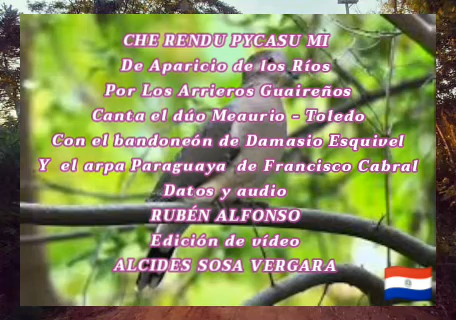 CHE RENDU PYCASU MI
De Aparicio de los Ríos
Por Los Arrieros Guaireños
Canta el dúo Meaurio - Toledo
Con el bandoneón de Damasio Esquivel
Y el arpa Paraguaya de Francisco Cabral
Datos y audio
RUBÉN ALFONSO
Edición de vídeo
ALCIDES SOSA VERGARA